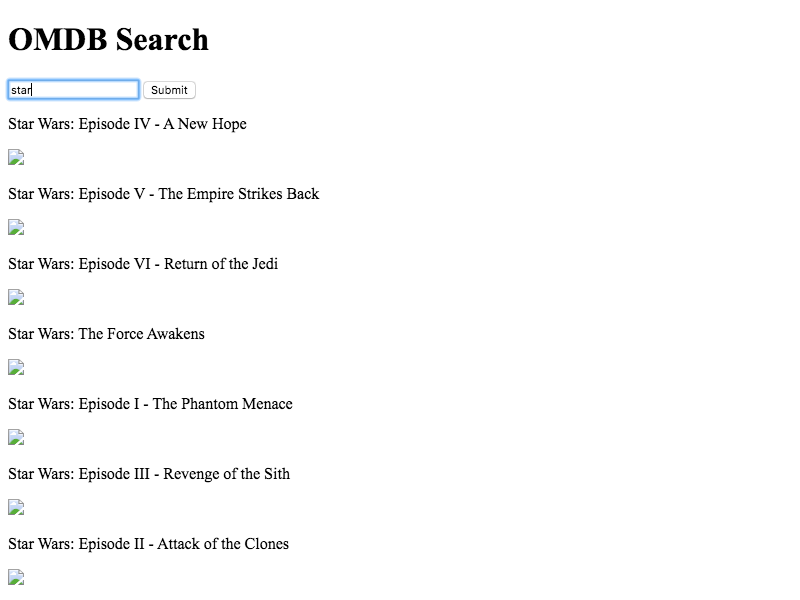 OMDB Search
star Submit
Star Wars: Episode IV - A New Hope
Star Wars: Episode V - The Empire Strikes Back
Star Wars: Episode VI - Return of the Jedi
Star Wars: The Force Awakens
Star Wars: Episode I - The Phantom Menace
Star Wars: Episode III - Revenge of the Sith
Star Wars: Episode II - Attack of the Clones